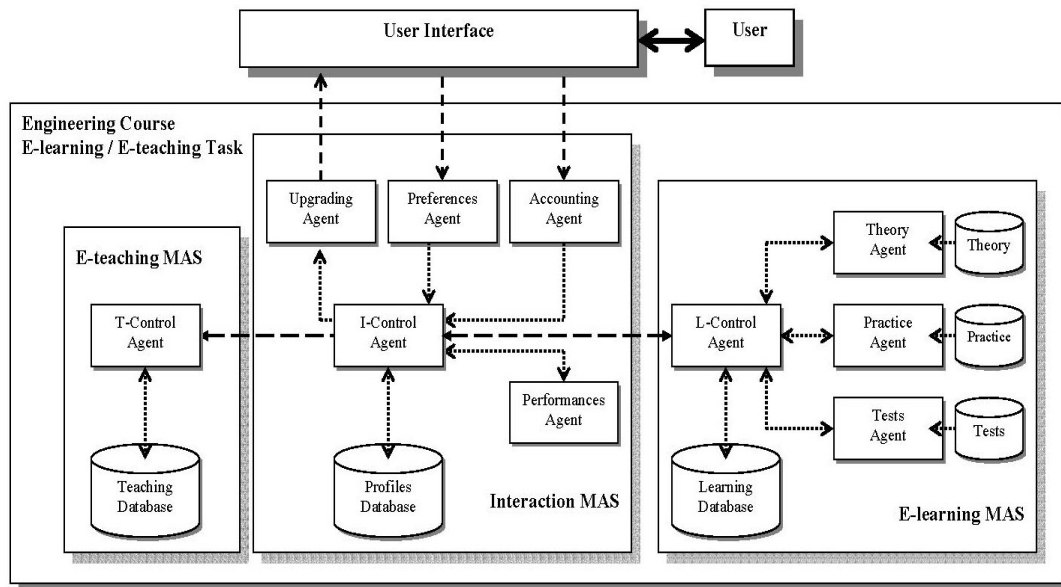 User Interface
User
Engineering Course
E-learning / E-teaching Task
Upgrading
Agent
Preferences
Agent
Accounting
Agent
E-teaching MAS
T-Control
Agent
I-Control
Agent
Performances
Agent
Teaching
Database
Profiles
Database
Interaction MAS
Theory
Agent
Theory
L-Control
Agent
Practice
Agent
Practice
Tests
Agent
Tests
Learning
Database
E-learning MAS